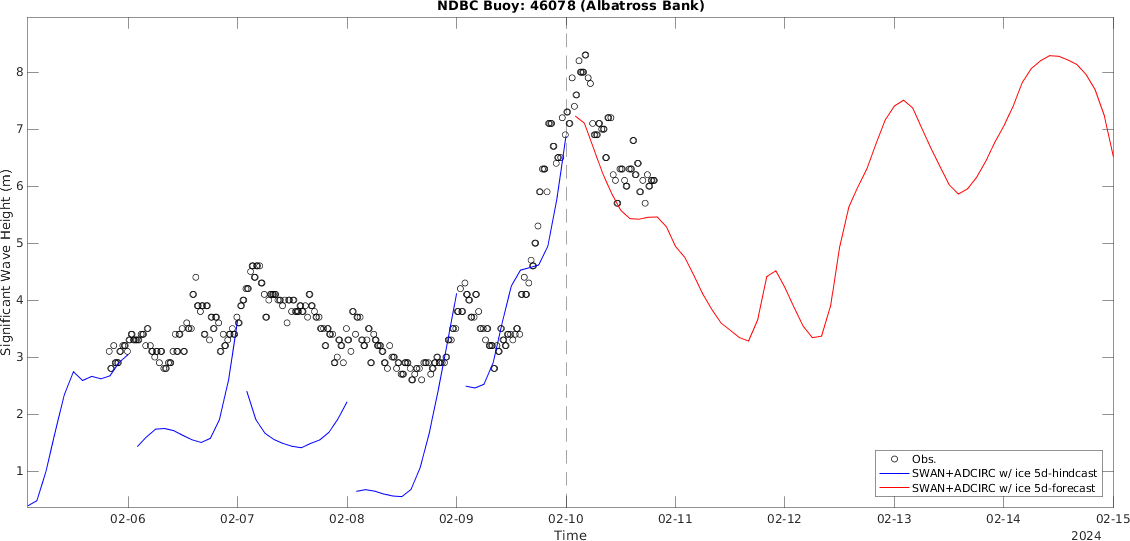 NDBC Buoy: 46078 (Albatross Bank)
Significant Wave Height (m)
8
7
6
5
4
3
2
1
Obs.
SWAN+ADCIRC w/ ice 5d-hindcast
SWAN+ADCIRC w/ ice 5d-forecast
02-06 02-07 02-08 02-09 02-10 02-11 02-12 02-13 02-14 02-15
Time
2024